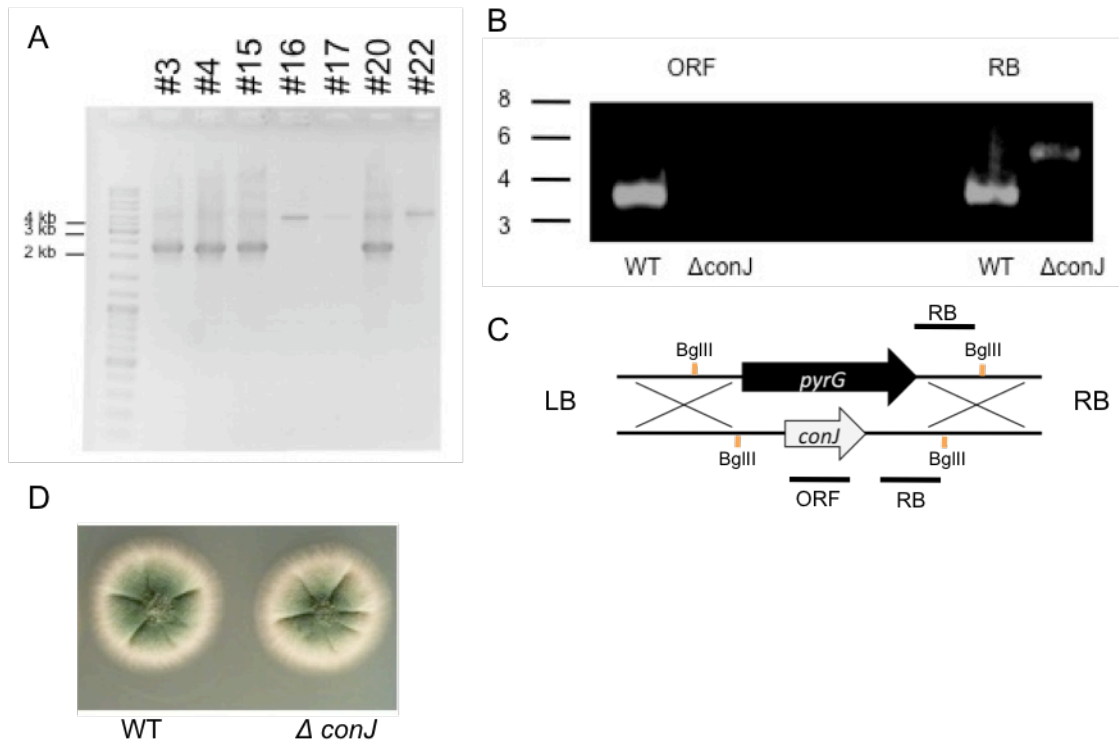 A
#3 #4 #15 #16 #17 #20 #22
4 kb
3 kb
2 kb
B
ORF RB
8
6
4
3
WT ΔconJ WT ΔconJ
C
RB
BglII BglII
pyrG
LB RB
conJ
BglII BglII
ORF RB
D
WT Δ conJ